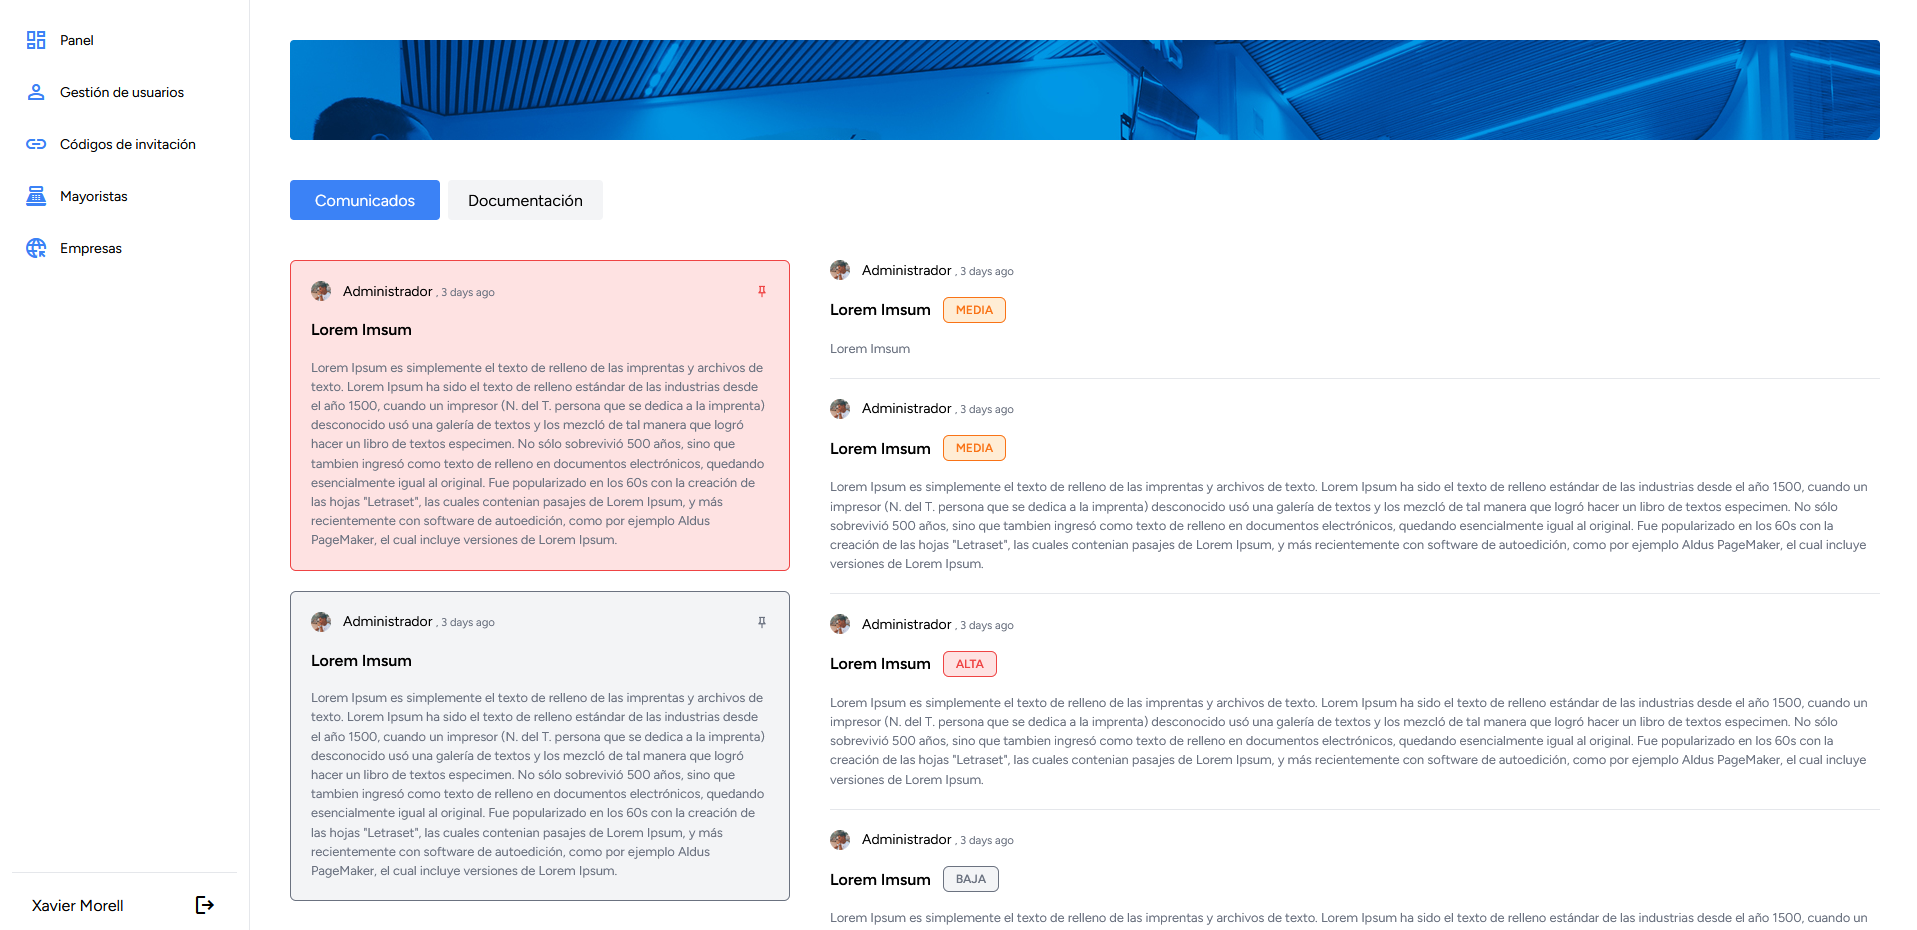 Panel
Gestión de usuarios
Códigos de invitación
Mayoristas
Empresas
Xavier Morell
Comunicados
Documentación
Administrador , 3 days ago
Lorem Imsum
Lorem Ipsum es simplemente el texto de relleno de las imprentas y archivos de
texto. Lorem Ipsum ha sido el texto de relleno estándar de las industrias desde
el año 1500, cuando un impresor (N. del T. persona que se dedica a la imprenta)
desconocido usó una galería de textos y los mezcló de tal manera que logró
hacer un libro de textos especimen. No sólo sobrevivió 500 años, sino que
tambien ingresó como texto de relleno en documentos electrónicos, quedando
esencialmente igual al original. Fue popularizado en los 60s con la creación de
las hojas "Letraset", las cuales contenian pasajes de Lorem Ipsum, y más
recientemente con software de autoedición, como por ejemplo Aldus
PageMaker, el cual incluye versiones de Lorem Ipsum.
Administrador , 3 days ago
Lorem Imsum
Lorem Ipsum es simplemente el texto de relleno de las imprentas y archivos de
texto. Lorem Ipsum ha sido el texto de relleno estándar de las industrias desde
el año 1500, cuando un impresor (N. del T. persona que se dedica a la imprenta)
desconocido usó una galería de textos y los mezcló de tal manera que logró
hacer un libro de textos especimen. No sólo sobrevivió 500 años, sino que
tambien ingresó como texto de relleno en documentos electrónicos, quedando
esencialmente igual al original. Fue popularizado en los 60s con la creación de
las hojas "Letraset", las cuales contenian pasajes de Lorem Ipsum, y más
recientemente con software de autoedición, como por ejemplo Aldus
PageMaker, el cual incluye versiones de Lorem Ipsum.
Administrador , 3 days ago
Lorem Imsum MEDIA
Lorem Imsum
Administrador , 3 days ago
Lorem Imsum MEDIA
Lorem Ipsum es simplemente el texto de relleno de las imprentas y archivos de texto. Lorem Ipsum ha sido el texto de relleno estándar de las industrias desde el año 1500, cuando un
impresor (N. del T. persona que se dedica a la imprenta) desconocido usó una galería de textos y los mezcló de tal manera que logró hacer un libro de textos especimen. No sólo
sobrevivió 500 años, sino que tambien ingresó como texto de relleno en documentos electrónicos, quedando esencialmente igual al original. Fue popularizado en los 60s con la
creación de las hojas "Letraset", las cuales contenian pasajes de Lorem Ipsum, y más recientemente con software de autoedición, como por ejemplo Aldus PageMaker, el cual incluye
versiones de Lorem Ipsum.
Administrador , 3 days ago
Lorem Imsum ALTA
Lorem Ipsum es simplemente el texto de relleno de las imprentas y archivos de texto. Lorem Ipsum ha sido el texto de relleno estándar de las industrias desde el año 1500, cuando un
impresor (N. del T. persona que se dedica a la imprenta) desconocido usó una galería de textos y los mezcló de tal manera que logró hacer un libro de textos especimen. No sólo
sobrevivió 500 años, sino que tambien ingresó como texto de relleno en documentos electrónicos, quedando esencialmente igual al original. Fue popularizado en los 60s con la
creación de las hojas "Letraset", las cuales contenian pasajes de Lorem Ipsum, y más recientemente con software de autoedición, como por ejemplo Aldus PageMaker, el cual incluye
versiones de Lorem Ipsum.
Administrador , 3 days ago
Lorem Imsum BAJA
Lorem Ipsum es simplemente el texto de relleno de las imprentas y archivos de texto. Lorem Ipsum ha sido el texto de relleno estándar de las industrias desde el año 1500, cuando un